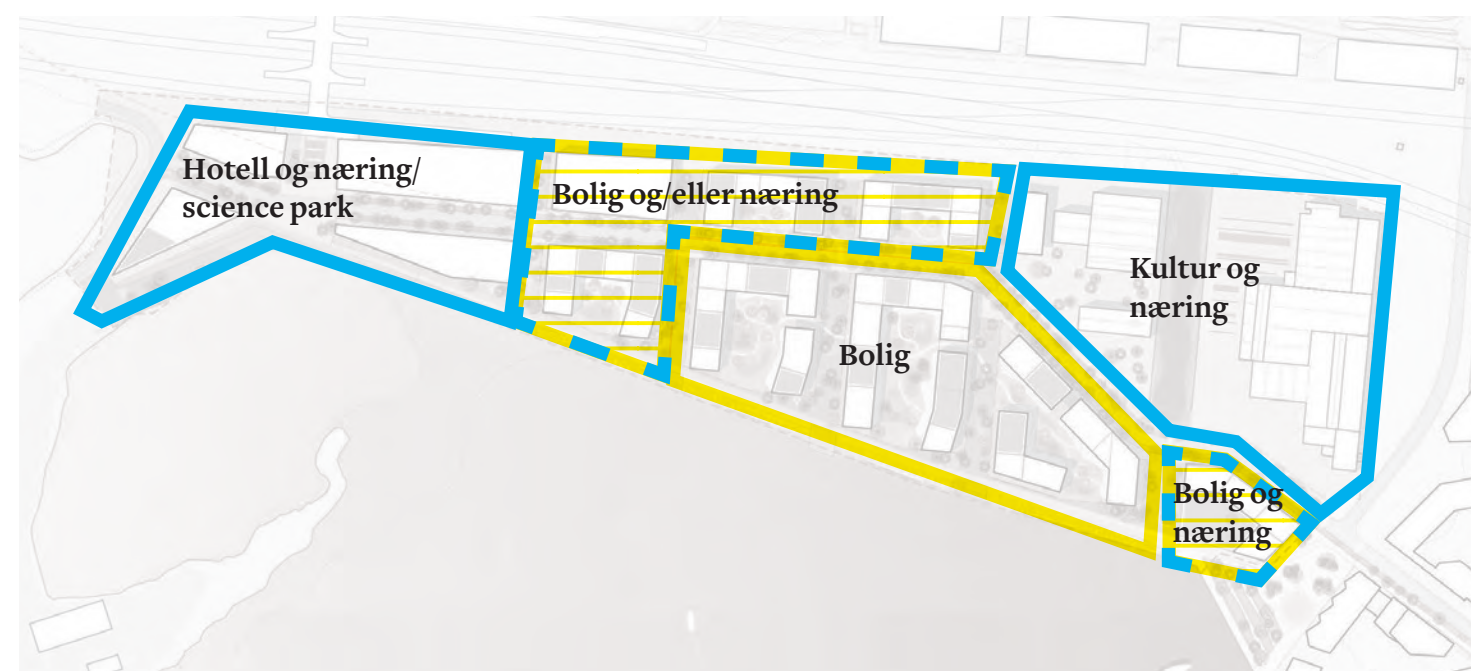 Hotell og næring/
science park
Bolig og/eller næring
Kultur og
næring
Bolig
Bolig og
næring